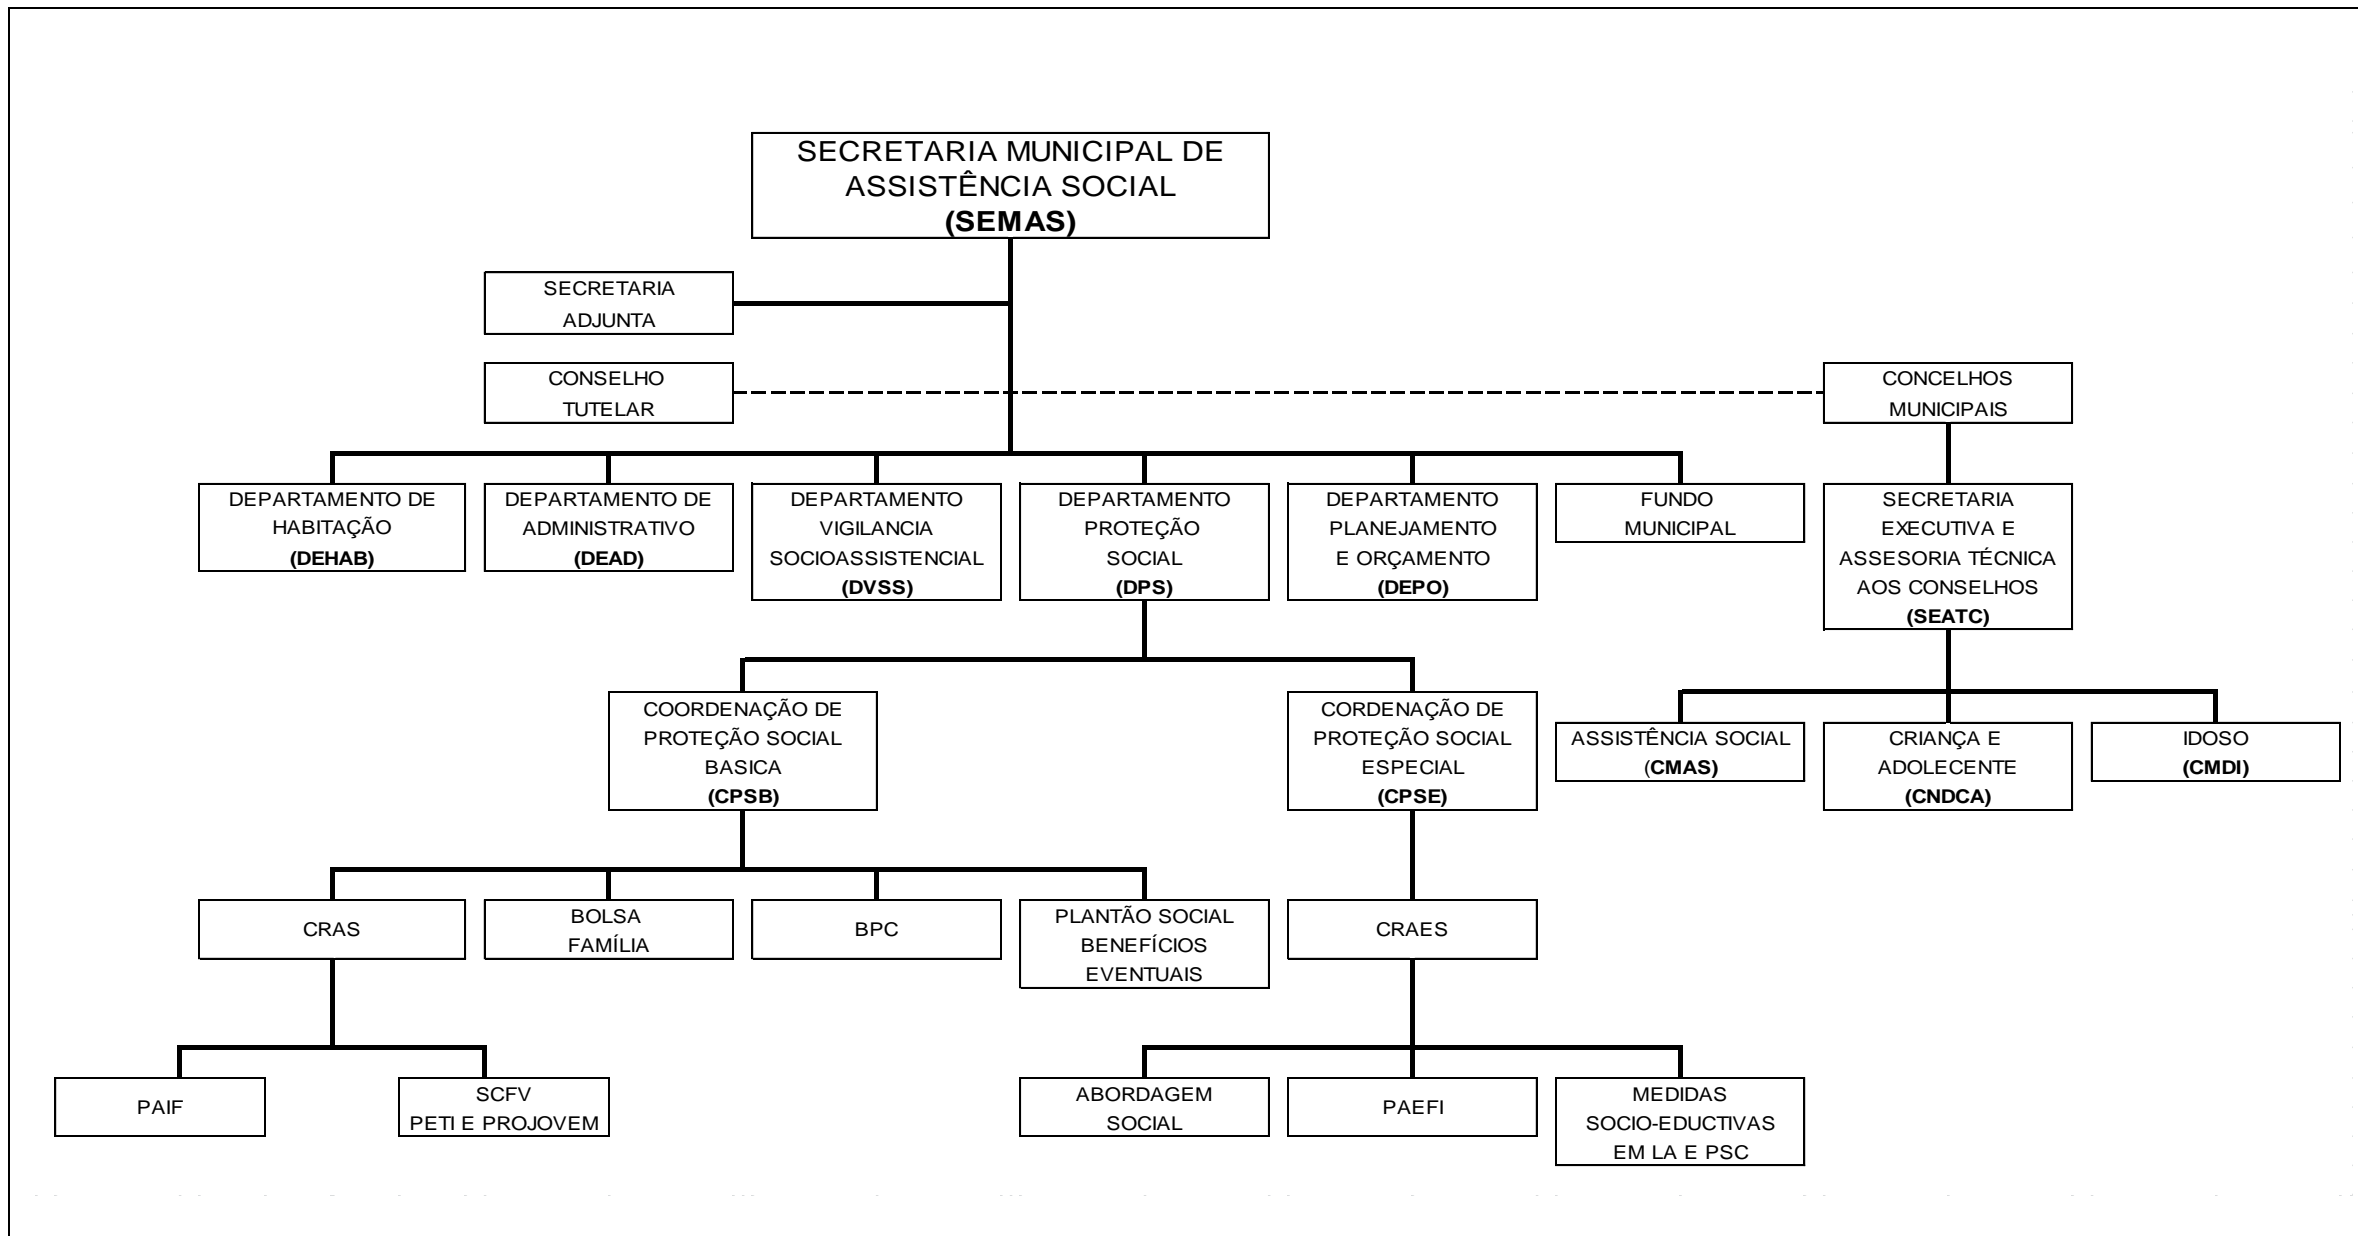 SECRETARIA MUNICIPAL DE
ASSISTÊNCIA SOCIAL
(SEMAS)
SECRETARIA
ADJUNTA
CONSELHO
TUTELAR
CONCELHOS
MUNICIPAIS
DEPARTAMENTO DE
HABITAÇÃO
(DEHAB)
DEPARTAMENTO DE
ADMINISTRATIVO
(DEAD)
DEPARTAMENTO
VIGILANCIA
SOCIOASSISTENCIAL
(DVSS)
DEPARTAMENTO
PROTEÇÃO
SOCIAL
(DPS)
DEPARTAMENTO
PLANEJAMENTO
E ORÇAMENTO
(DEPO)
FUNDO
MUNICIPAL
SECRETARIA
EXECUTIVA E
ASSESORIA TÉCNICA
AOS CONSELHOS
(SEATC)
COORDENAÇÃO DE
PROTEÇÃO SOCIAL
BASICA
(CPSB)
CORDENAÇÃO DE
PROTEÇÃO SOCIAL
ESPECIAL
(CPSE)
ASSISTÊNCIA SOCIAL
(CMAS)
CRIANÇA E
ADOLECENTE
(CNDCA)
IDOSO
(CMDI)
CRAS
BOLSA
FAMÍLIA
BPC
PLANTÃO SOCIAL
BENEFÍCIOS
EVENTUAIS
CRAES
PAIF
SCFV
PETI E PROJOVEM
ABORDAGEM
SOCIAL
PAEFI
MEDIDAS
SOCIO-EDUCTIVAS
EM LA E PSC